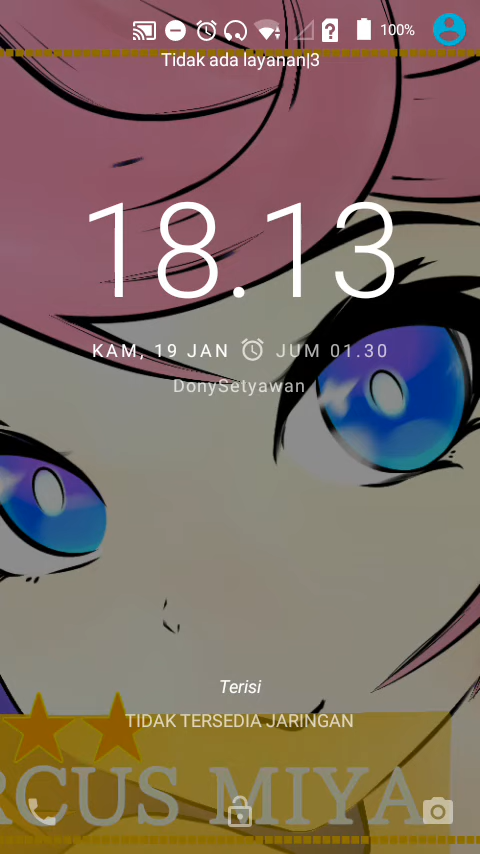 100%
Tidak ada layanan|3
18.13
KAM, 19 JAN JUM 01.30
DonySetyawan
Terisi
TIDAK TERSEDIA JARINGAN
RCUS MIYA